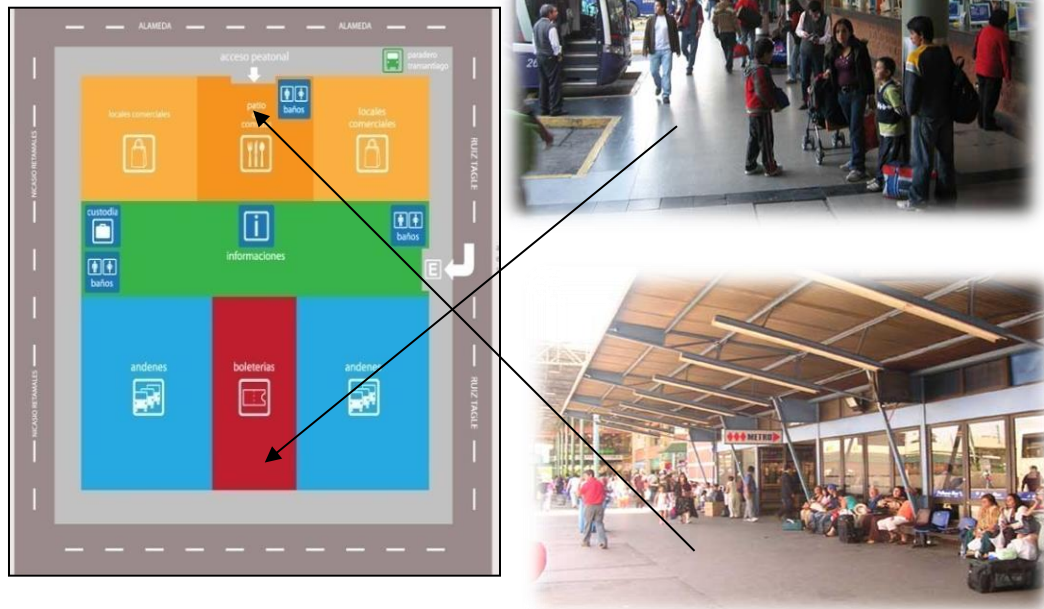 ALAMEDA
ALAMEDA
acceso peatonal
paradero
transantiago
locales comerciales
patio
baños
locales
comerciales
NICASIO RETAMALES
RUIZ TAGLE
custodia
baños
informaciones
baños
E
andenes
boleterias
andenes
NICASIO RETAMALES
RUIZ TAGLE
METRO